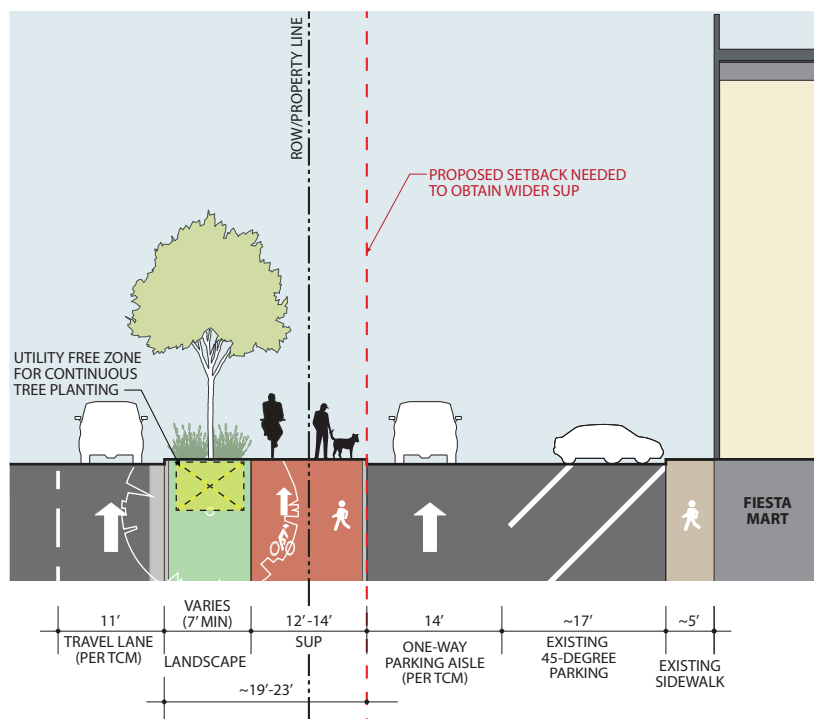 ROW/PROPERTY LINE
PROPOSED SETBACK NEEDED
TO OBTAIN WIDER SUP
UTILITY FREE ZONE
FOR CONTINUOUS
TREE PLANTING
FIESTA
MART
11’
VARIES
(7’ MIN)
12’-14’
14’
~17’
~5’
TRAVEL LANE
(PER TCM)
LANDSCAPE
SUP
ONE-WAY
PARKING AISLE
(PER TCM)
EXISTING
45-DEGREE
PARKING
EXISTING
SIDEWALK
~19’-23’